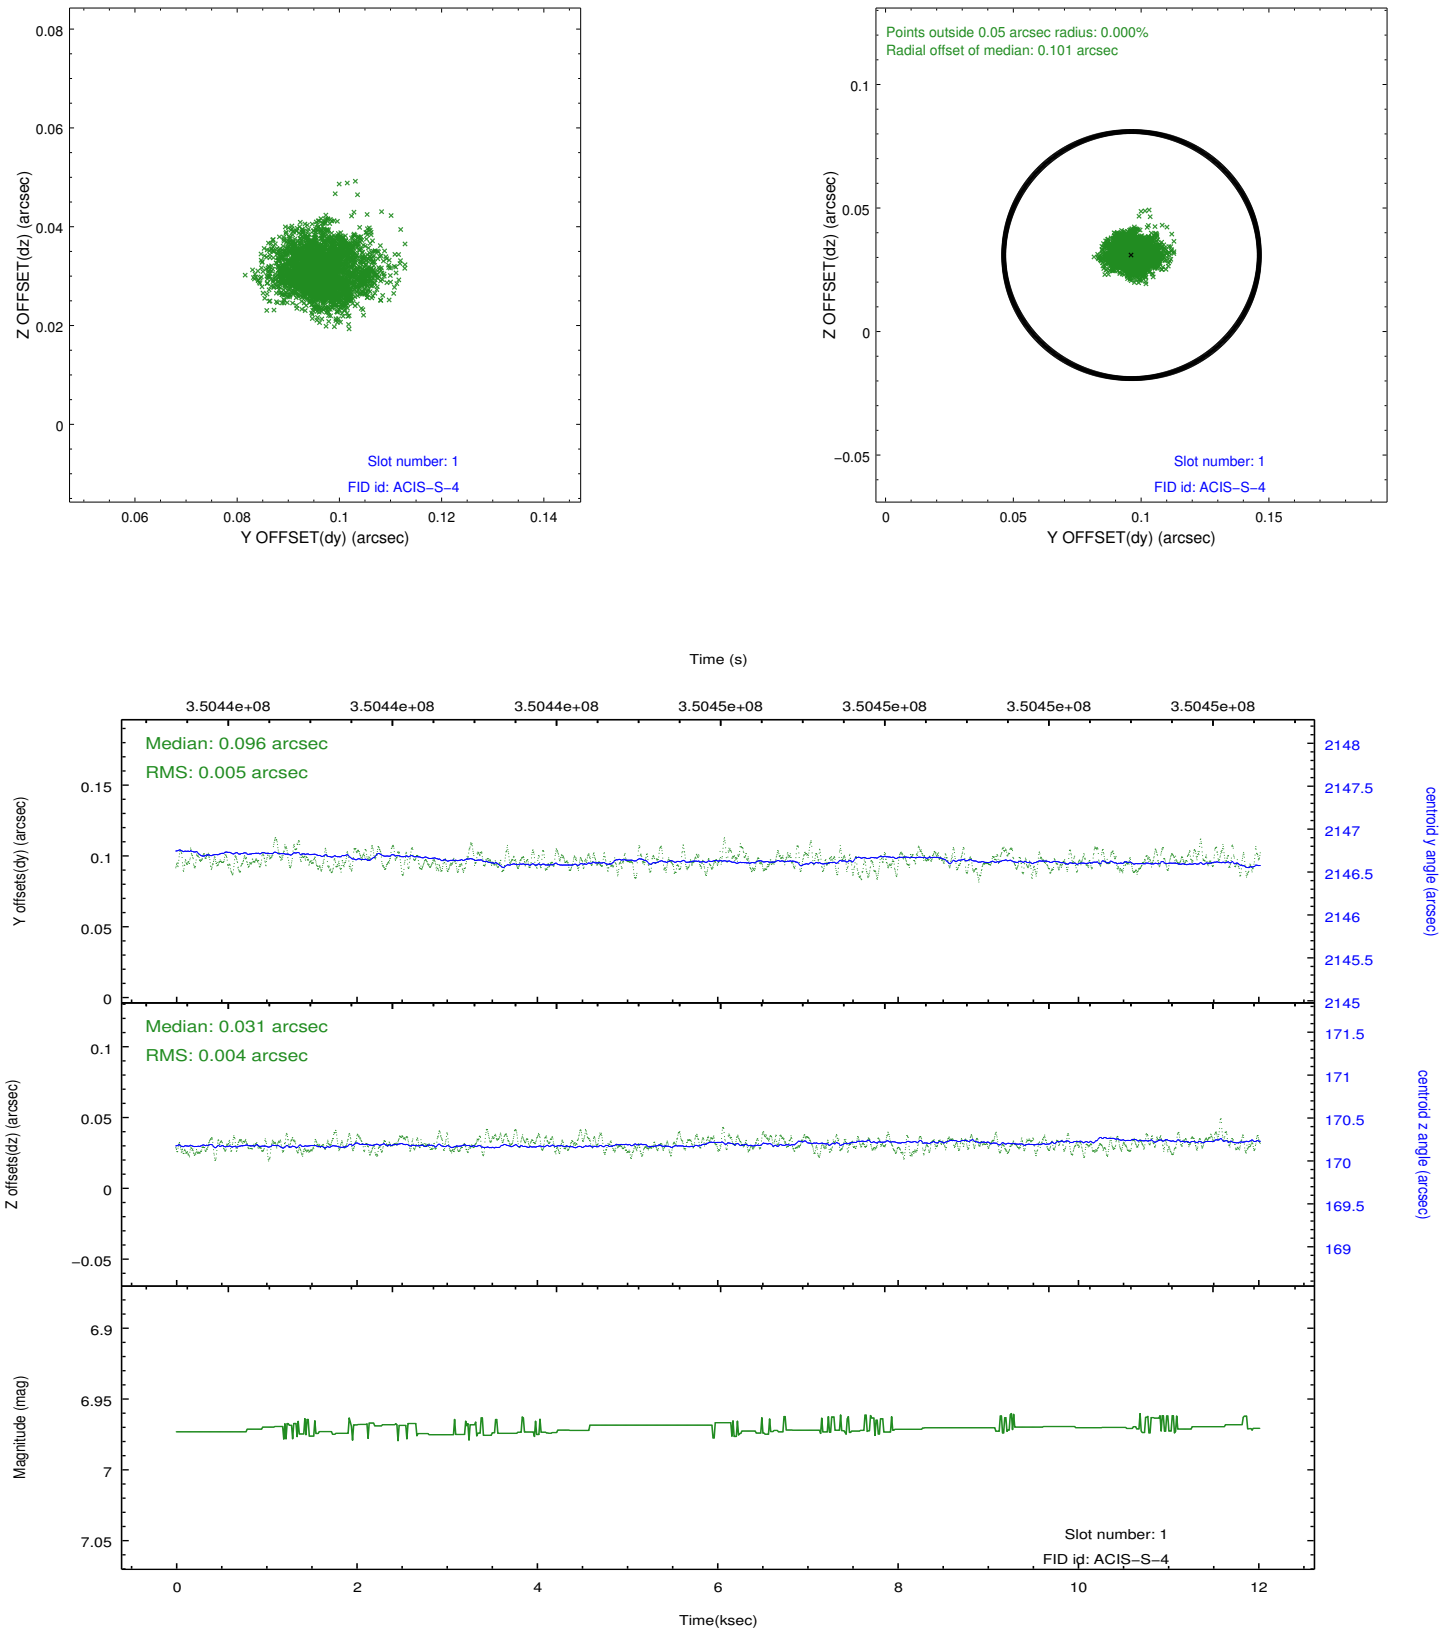 0.08
0.06
0.04
0.02
0
Z OFFSET(dz) (arcsec)
Slot number: 1
FID id: ACIS−S−4
0.06
0.08
0.1
0.12
0.14
Y OFFSET(dy) (arcsec)
Points outside 0.05 arcsec radius: 0.000%
Radial offset of median: 0.101 arcsec
0.1
0.05
0
−0.05
Z OFFSET(dz) (arcsec)
Slot number: 1
FID id: ACIS−S−4
0
0.05
0.1
0.15
Y OFFSET(dy) (arcsec)
Time (s)
3.5044e+08
3.5044e+08
3.5044e+08
3.5045e+08
3.5045e+08
3.5045e+08
3.5045e+08
Median: 0.096 arcsec
RMS: 0.005 arcsec
0.15
0.1
0.05
0
Y offsets(dy) (arcsec)
2148
2147.5
2147
2146.5
2146
2145.5
2145
centroid y angle (arcsec)
Median: 0.031 arcsec
RMS: 0.004 arcsec
0.1
0.05
0
−0.05
Z offsets(dz) (arcsec)
171.5
171
170.5
170
169.5
169
centroid z angle (arcsec)
6.9
6.95
7
7.05
Magnitude (mag)
Slot number: 1
FID id: ACIS−S−4
0
2
4
6
8
10
12
Time(ksec)